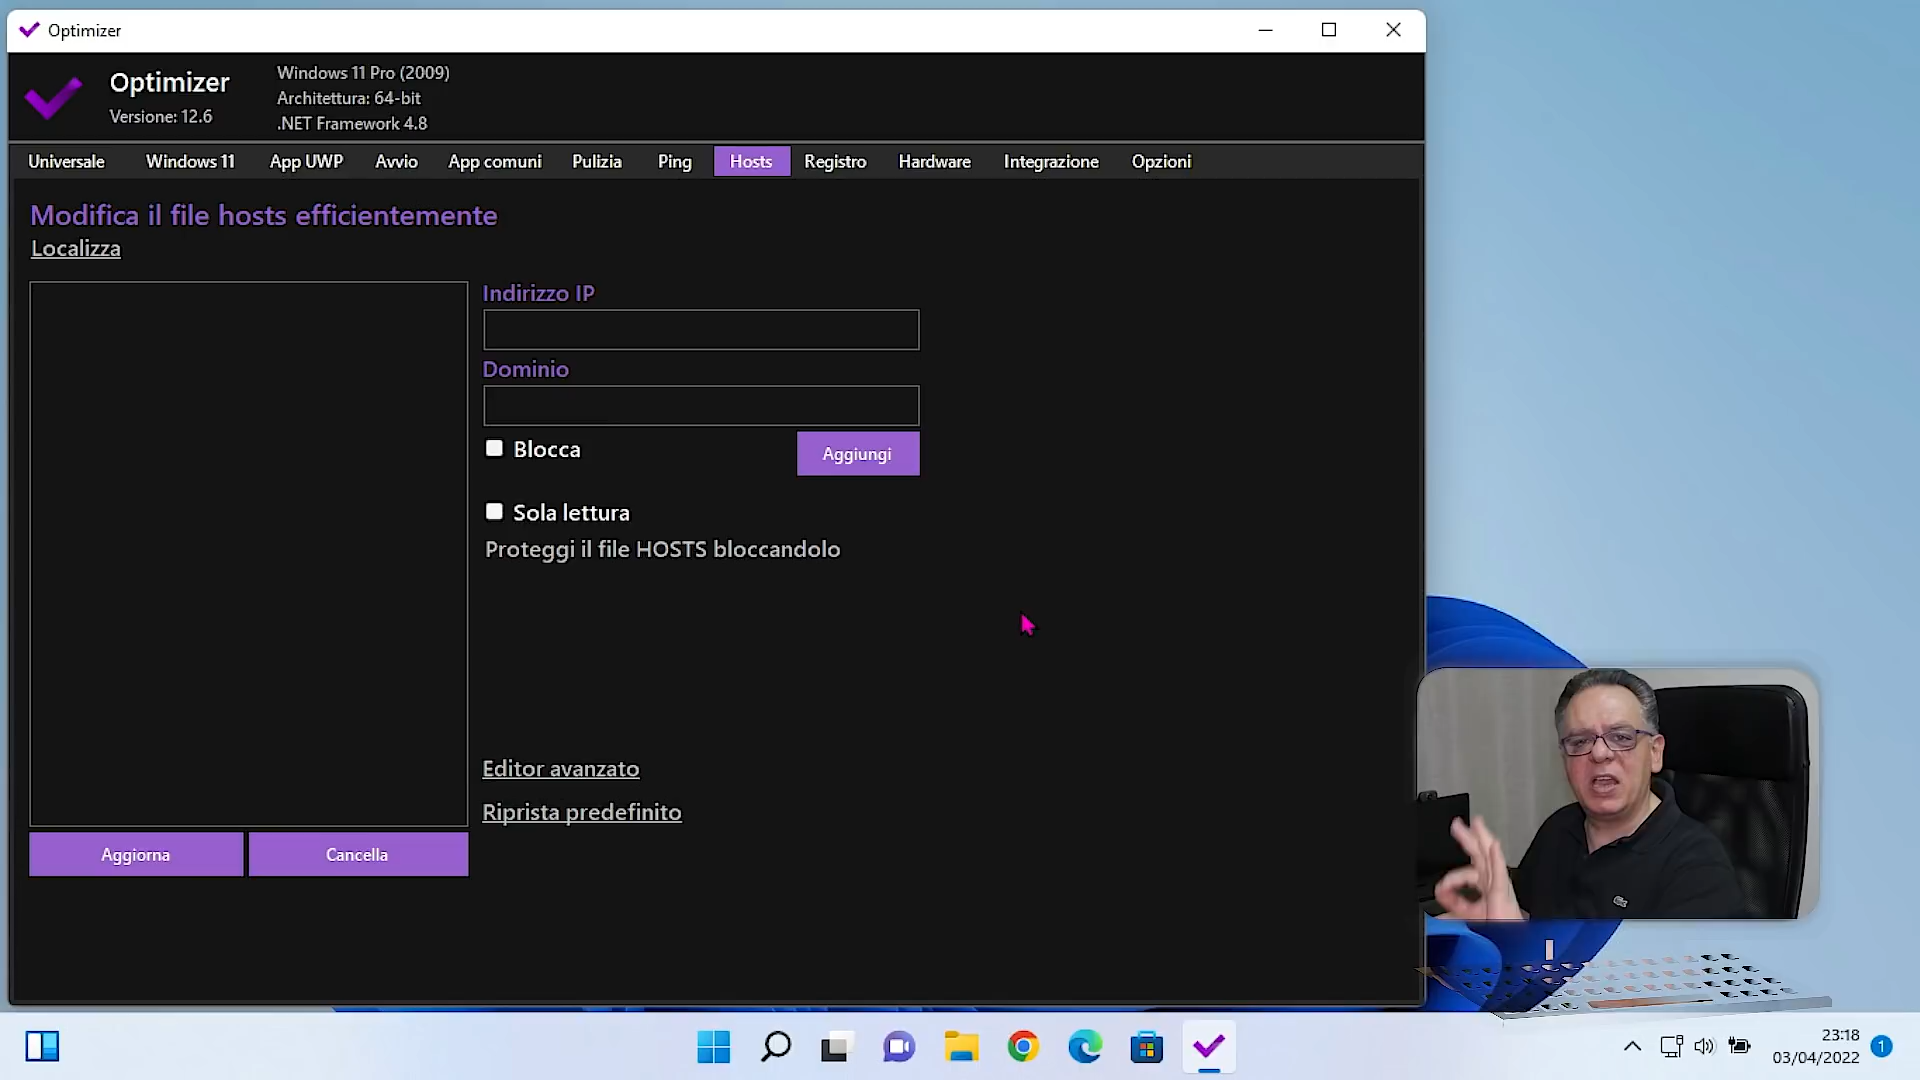 Optimizer
Optimizer
Versione: 12.6
Windows 11 Pro (2009)
Architettura: 64-bit
.NET Framework 4.8
Universale
Windows 11
App UWP
Avvio
App comuni
Pulizia
Ping
Hosts
Registro
Hardware
Integrazione
Opzioni
Modifica il file hosts efficientemente
Localizza
Indirizzo IP
Dominio
Blocca
Aggiungi
Sola lettura
Proteggi il file HOSTS bloccandolo
Editor avanzato
Riprista predefinito
Aggiorna
Cancella
23:18
03/04/2022
1